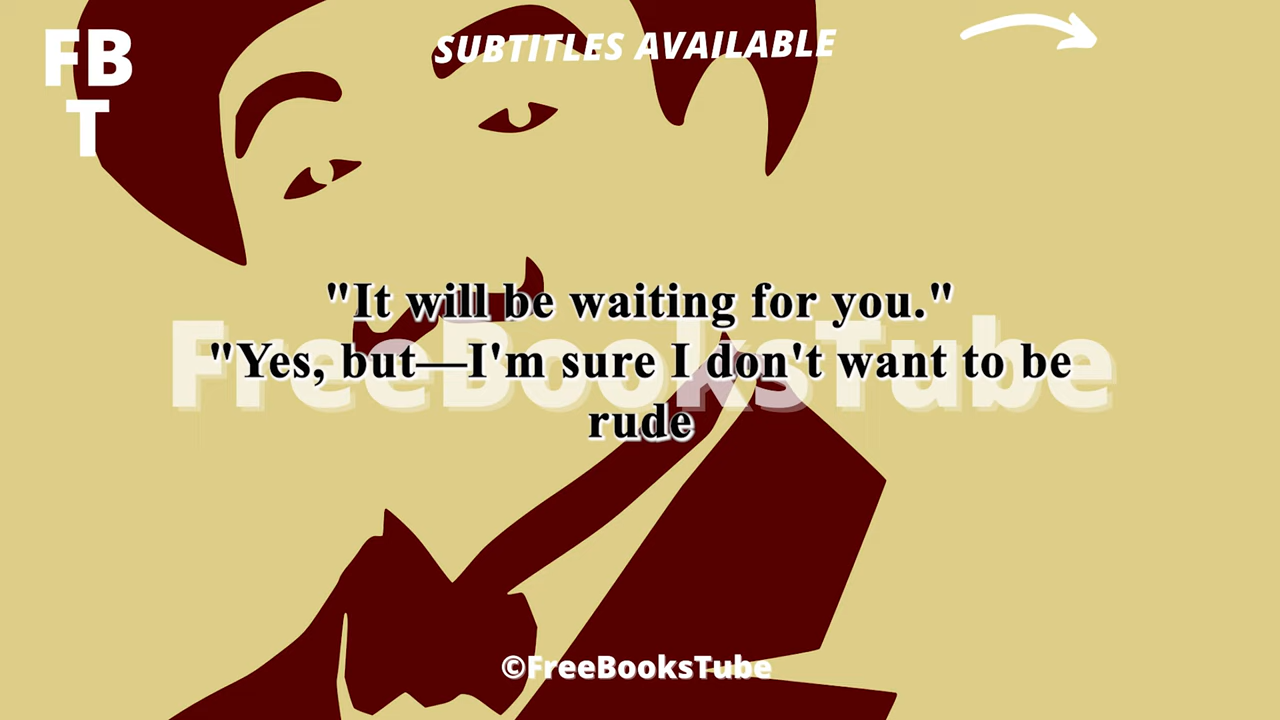 FB
T
SUBTITLES AVAILABLE
"It will be waiting for you."
"Yes, but—I'm sure I don't want to be
rude
FreeBooksTube
©FreeBooksTube